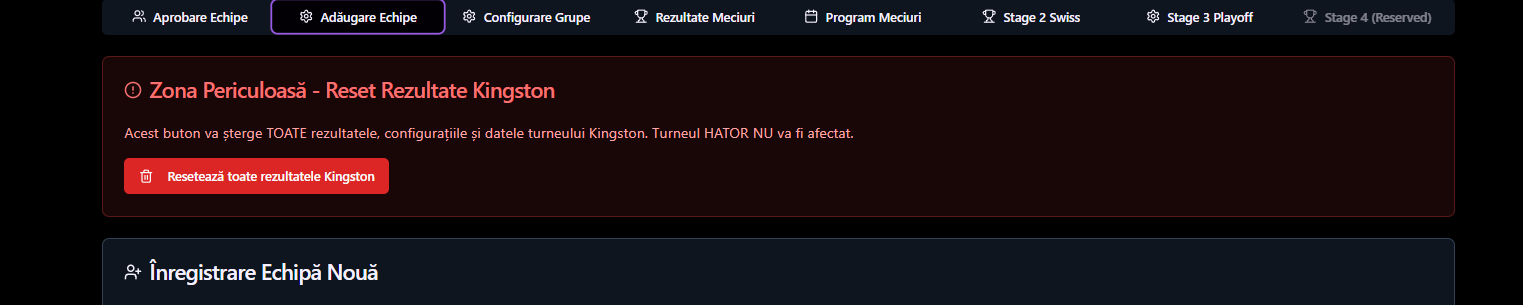 Aprobare Echipe Adăugare Echipe Configurare Grupe Rezultate Meciuri Program Meciuri Stage 2 Swiss Stage 3 Playoff Stage 4 (Reserved)
Zona Periculoasă - Reset Rezultate Kingston
Acest buton va șterge TOATE rezultatele, configurațiile și datele turneului Kingston. Turneul HATOR NU va fi afectat.
Resetează toate rezultatele Kingston
Înregistrare Echipă Nouă